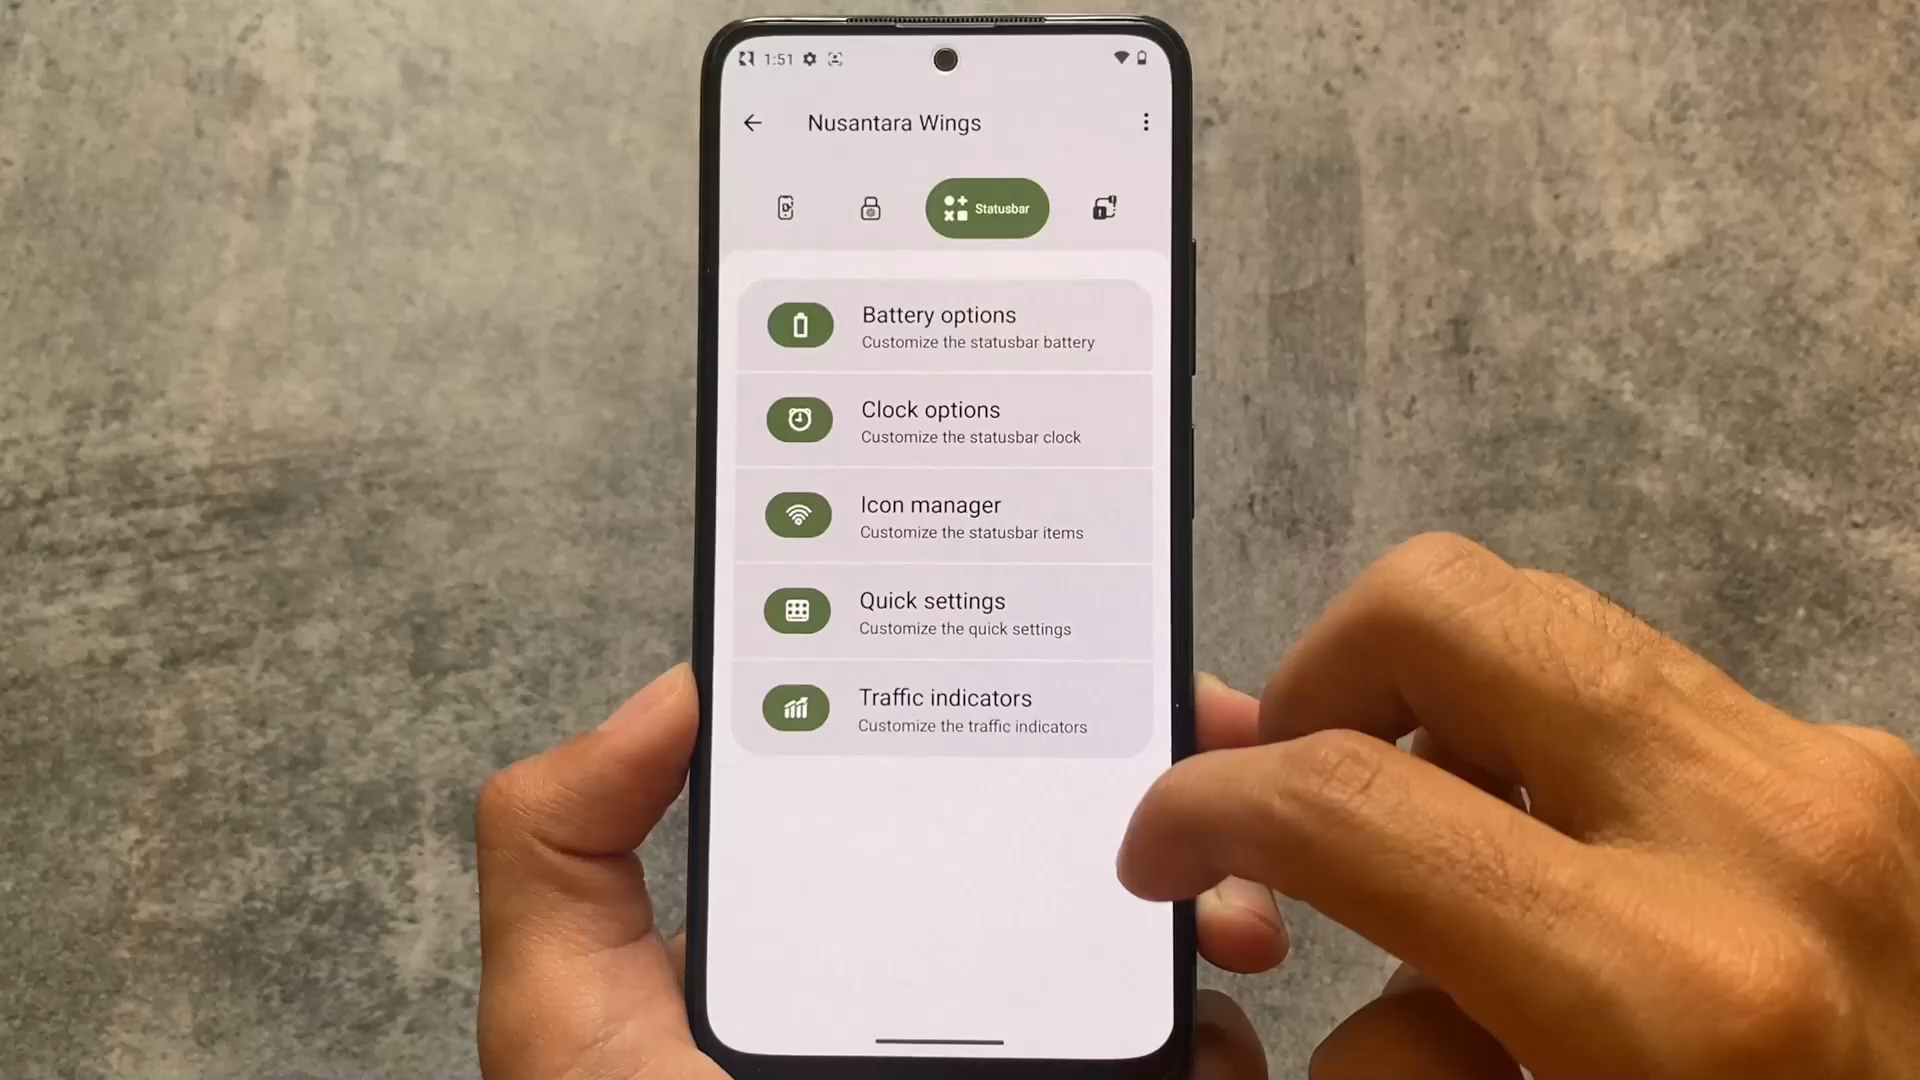 1:51
Nusantara Wings
Statusbar
Battery options
Customize the statusbar battery
Clock options
Customize the statusbar clock
Icon manager
Customize the statusbar items
Quick settings
Customize the quick settings
Traffic indicators
Customize the traffic indicators